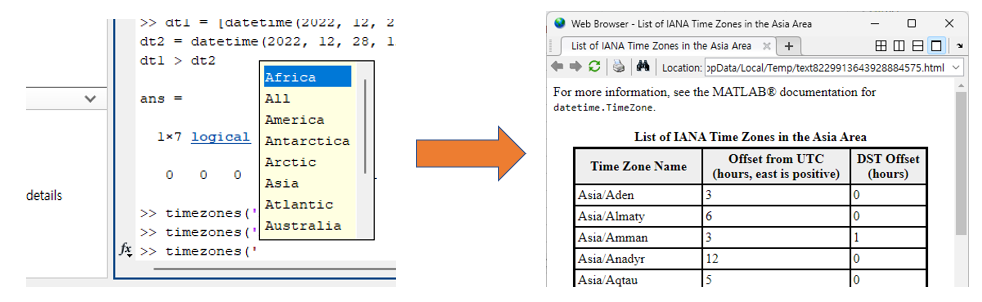 >> dt1 = [datetime(2022, 12, 2
dt2 = datetime(2022, 12, 28, 1
dt1 > dt2
ans =
1×7 logical
0 0 0
details
>> timezones('
>> timezones('
fx >> timezones('
Africa
All
America
Antarctica
Arctic
Asia
Atlantic
Australia
Web Browser - List of IANA Time Zones in the Asia Area
List of IANA Time Zones in the Asia Area
Location: ppData/Local/Temp/text8229913643928884575.html
For more information, see the MATLAB® documentation for
datetime.TimeZone.
List of IANA Time Zones in the Asia Area
Time Zone Name Offset from UTC (hours, east is positive) DST Offset (hours)
Asia/Aden 3 0
Asia/Almaty 6 0
Asia/Amman 3 1
Asia/Anadyr 12 0
Asia/Aqtau 5 0